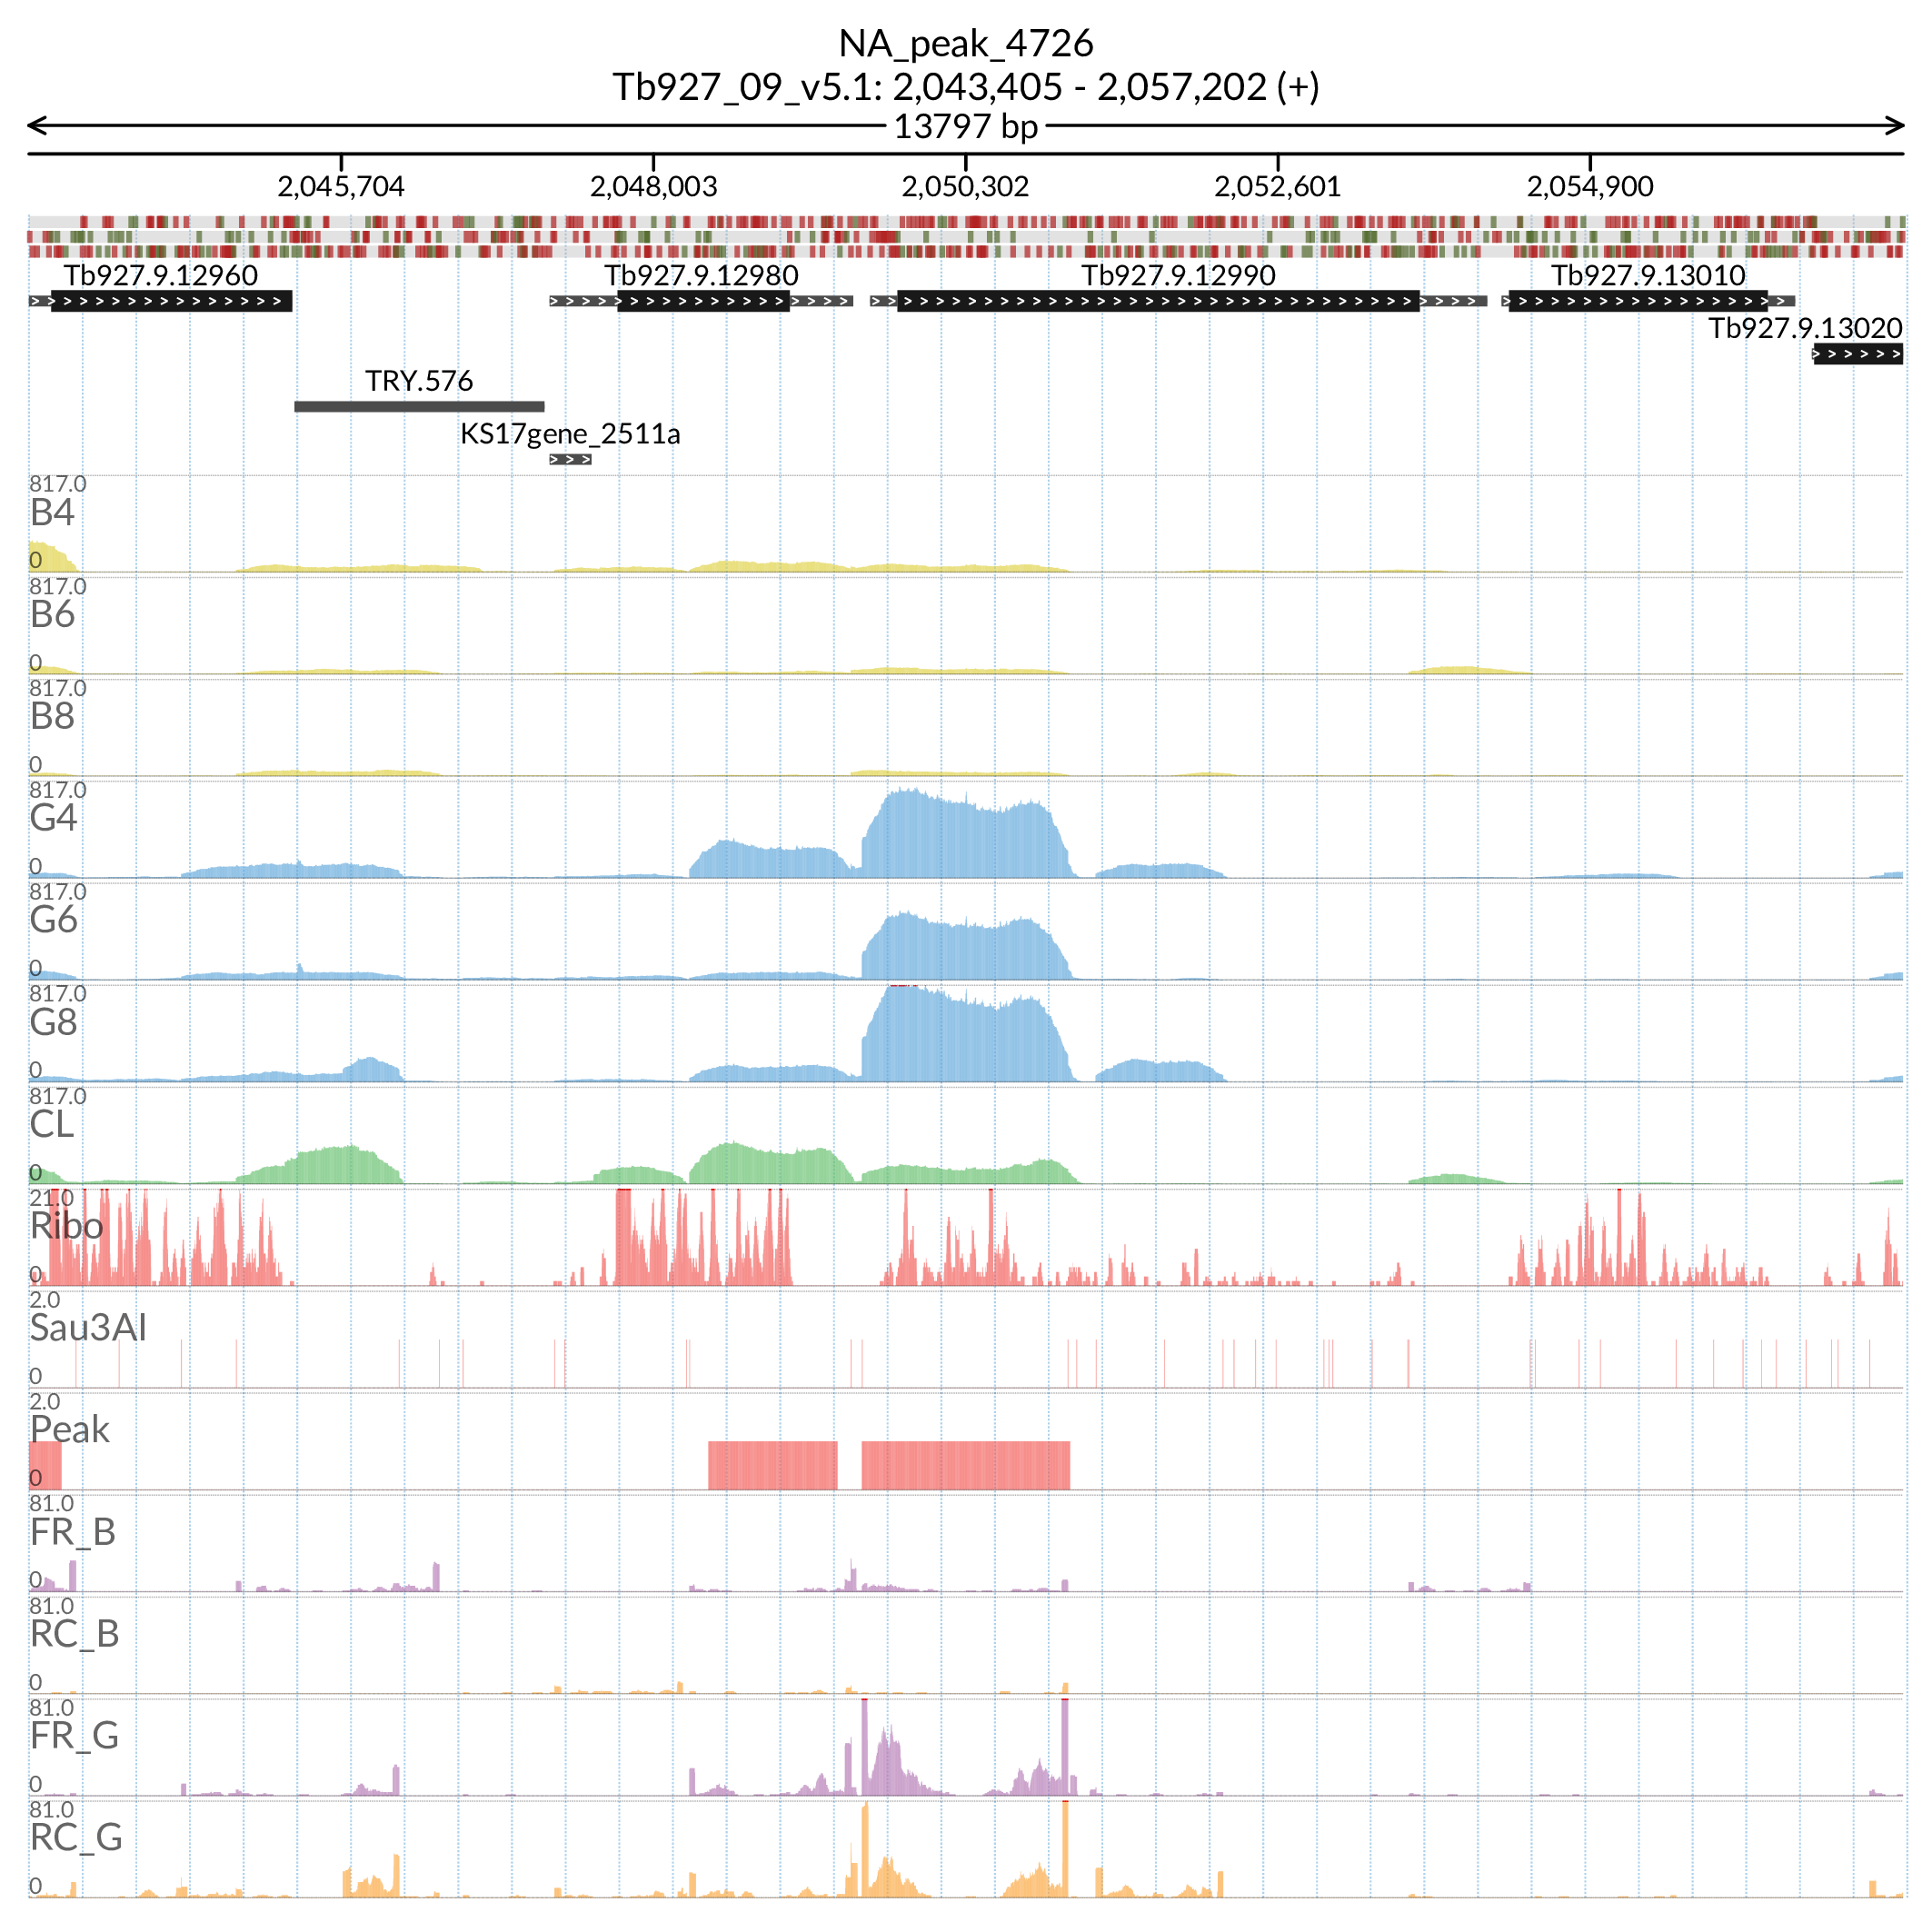 NA_peak_4726
Tb927_09_v5.1: 2,043,405 - 2,057,202 (+)
13797 bp
2,045,704 2,048,003 2,050,302 2,052,601 2,054,900
Tb927.9.12960 Tb927.9.12980 Tb927.9.12990 Tb927.9.13010
Tb927.9.13020
TRY.576
KS17gene_2511a
817.0
B4
0
817.0
B6
0
817.0
B8
0
817.0
G4
0
817.0
G6
0
817.0
G8
0
817.0
CL
0
21.0
Ribo
0
2.0
Sau3AI
0
2.0
Peak
0
81.0
FR_B
0
81.0
RC_B
0
81.0
FR_G
0
81.0
RC_G
0